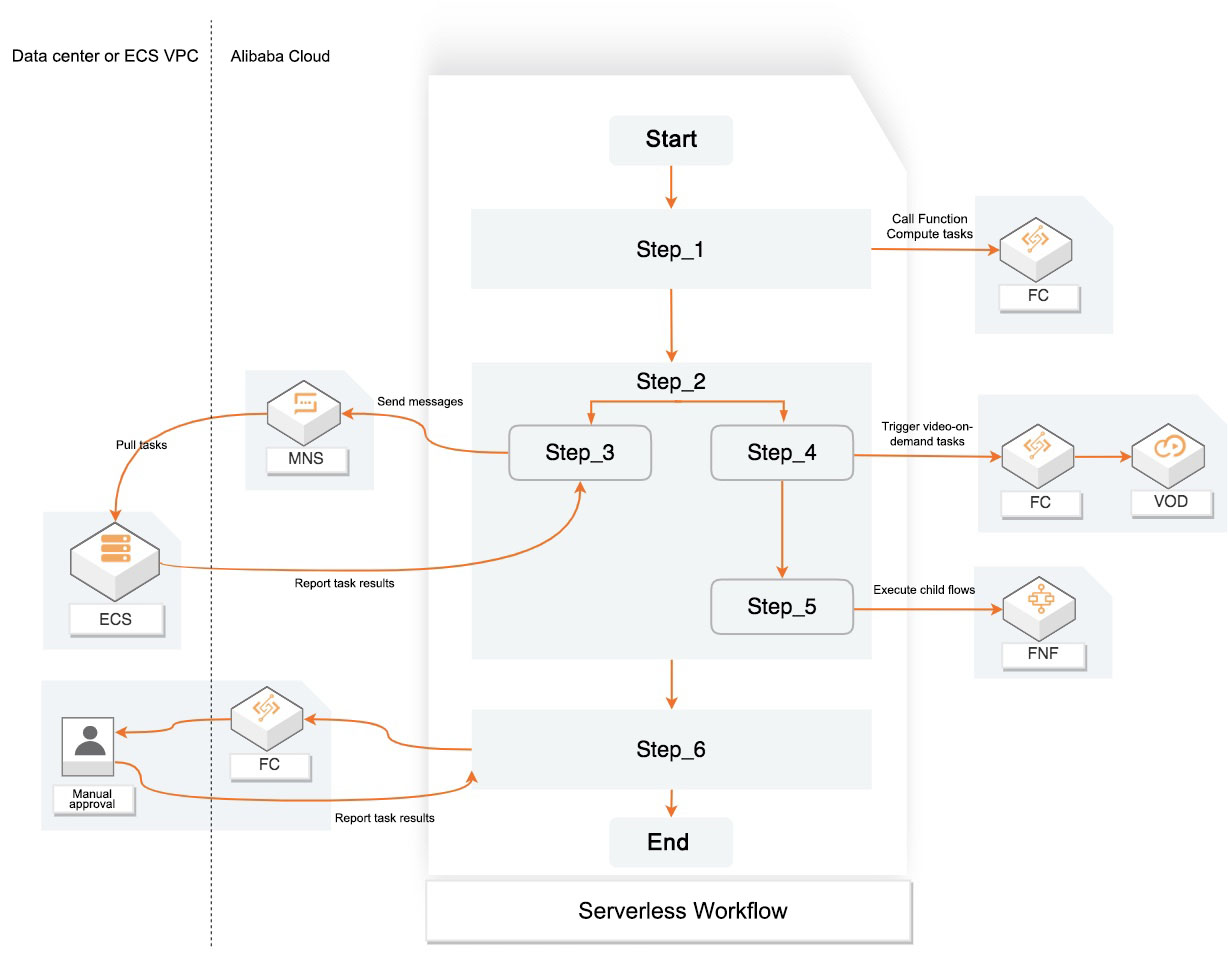 Data center or ECS VPC
Alibaba Cloud
Start
Step_1
Call Function
Compute tasks
FC
Step_2
Step_3
Step_4
Send messages
MNS
Pull tasks
ECS
Report task results
Trigger video-on-
demand tasks
FC
VOD
Step_5
Execute child flows
FNF
Step_6
FC
Manual
approval
Report task results
End
Serverless Workflow